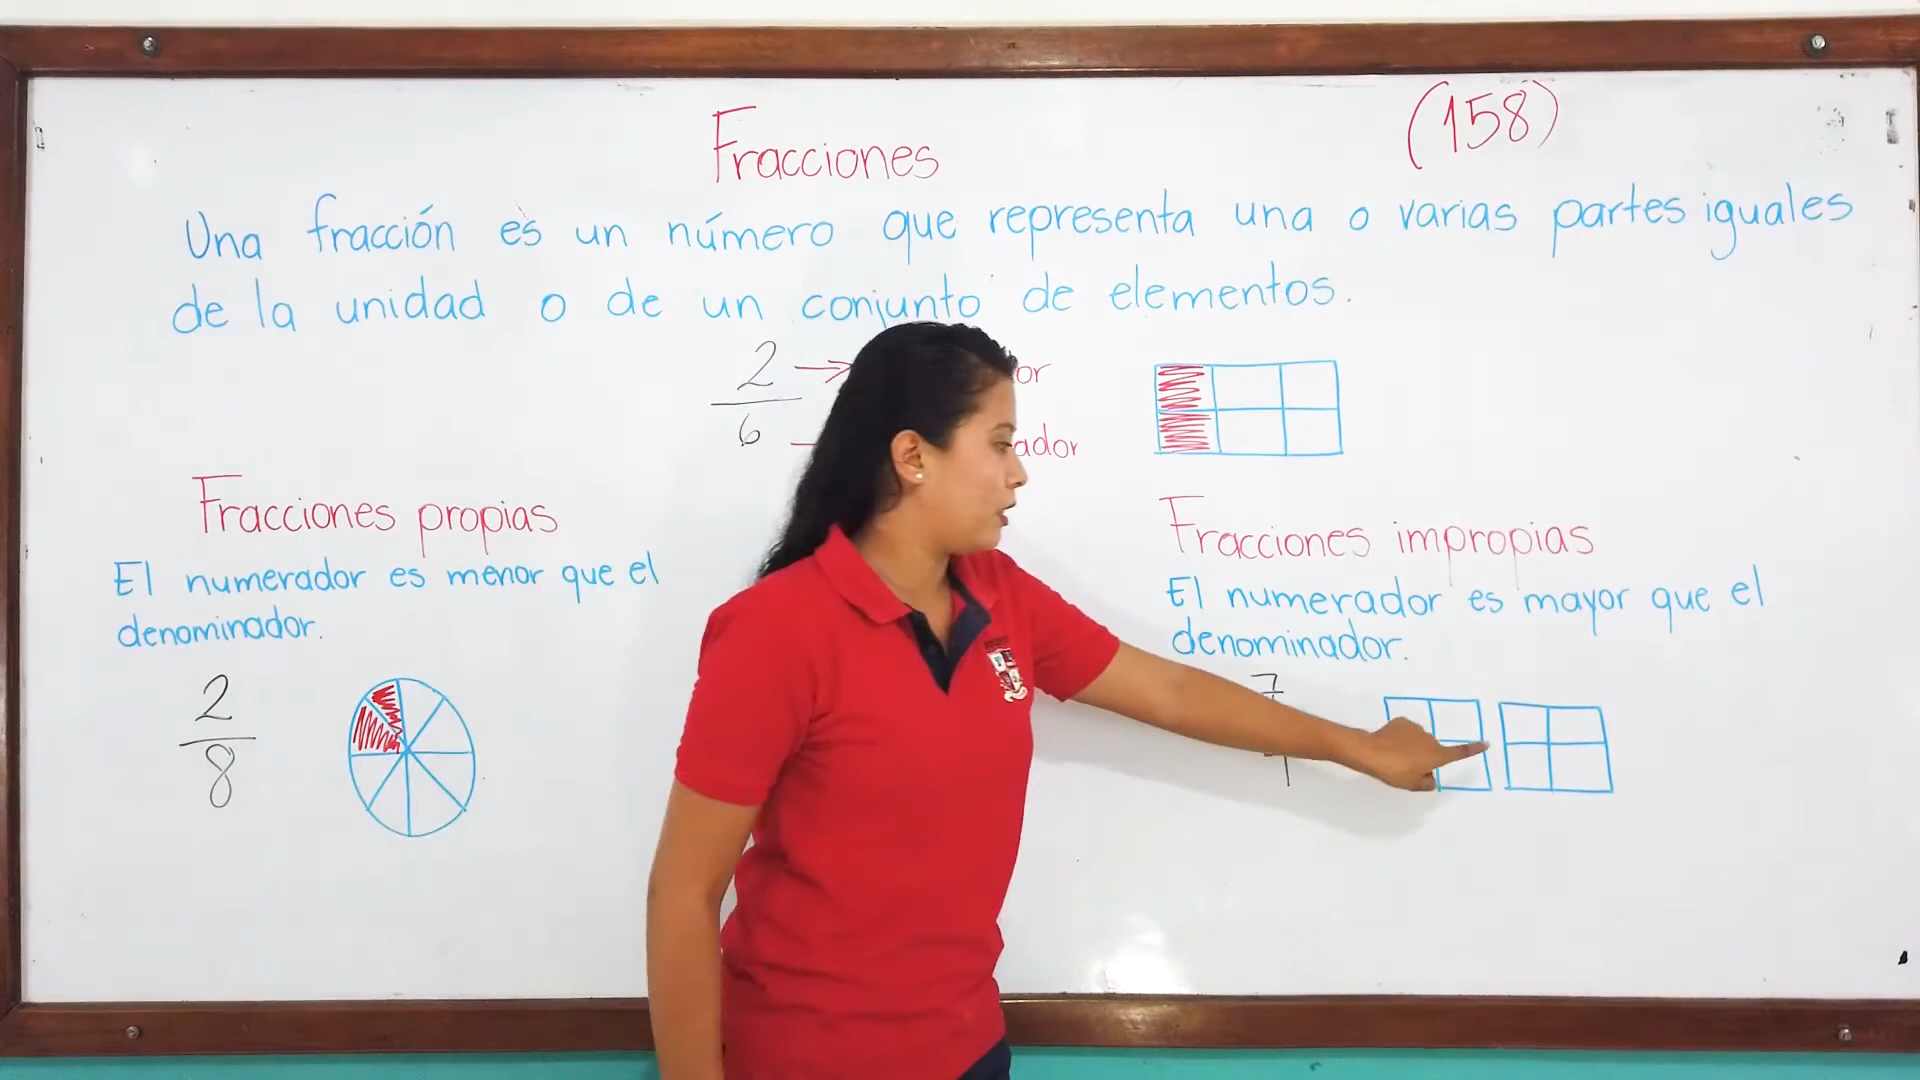 Fracciones
(158)
Una fracción es un número que representa una o varias partes iguales
de la unidad o de un conjunto de elementos.
2
6
Fracciones propias
El numerador es menor que el
denominador.
2
8
Fracciones impropias
El numerador es mayor que el
denominador.
7